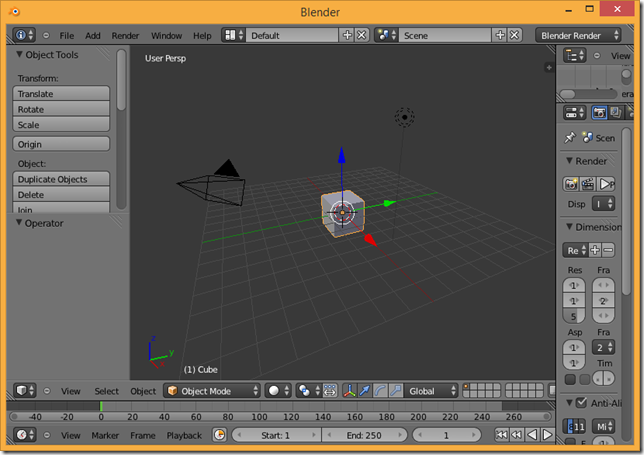 Blender
File Add Render Window Help Default Scene Blender Render
Object Tools
User Persp
View
Transform:
Translate
Rotate
Scale
Origin
Object:
Duplicate Objects
Delete
Join
Operator
Scen
Render
Disp
Dimension
Re
Res Fra
1 2
1
S
Asp Fra
1 2
1 Tim
Anti-Ali
8 11 Mi
z
y
(1) Cube
View Select Object Object Mode Global
-40 -20 0 20 40 60 80 100 120 140 160 180 200 220 240 260
View Marker Frame Playback Start: 1 End: 250 1